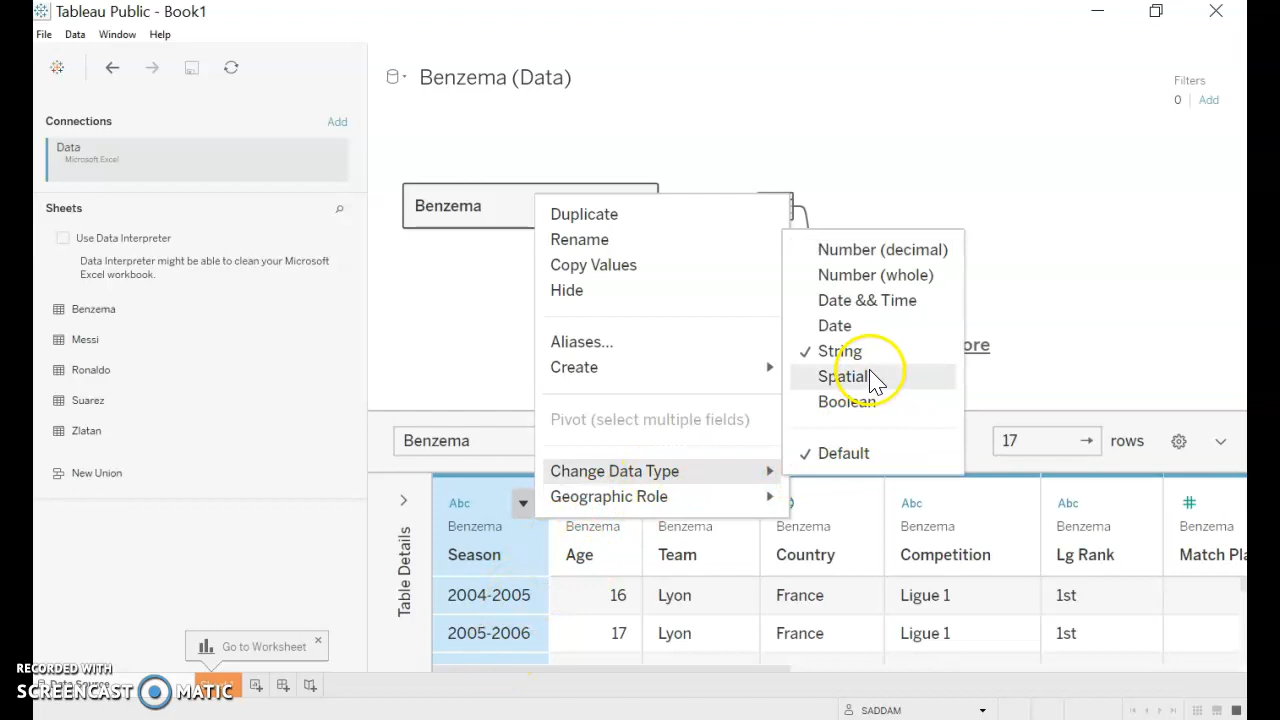 Tableau Public - Book1
File Data Window Help
Connections
Add
Data
Microsoft Excel
Sheets
Use Data Interpreter
Data Interpreter might be able to clean your Microsoft
Excel workbook.
Benzema
Messi
Ronaldo
Suarez
Zlatan
New Union
Go to Worksheet
Benzema (Data)
Filters
0 Add
Benzema
Duplicate
Rename
Copy Values
Hide
Aliases...
Create
Pivot (select multiple fields)
Change Data Type
Geographic Role
Number (decimal)
Number (whole)
Date && Time
Date
String
Spatial
Boolean
Default
ore
Benzema
17 rows
Table Details
Abc Abc Abc #
Benzema Benzema Benzema Benzema Benzema Benzema Benzema
Season Age Team Country Competition Lg Rank Match Pla
2004-2005 16 Lyon France Ligue 1 1st
2005-2006 17 Lyon France Ligue 1 1st
RECORDED WITH
SCREENCAST MATIC
SADDAM